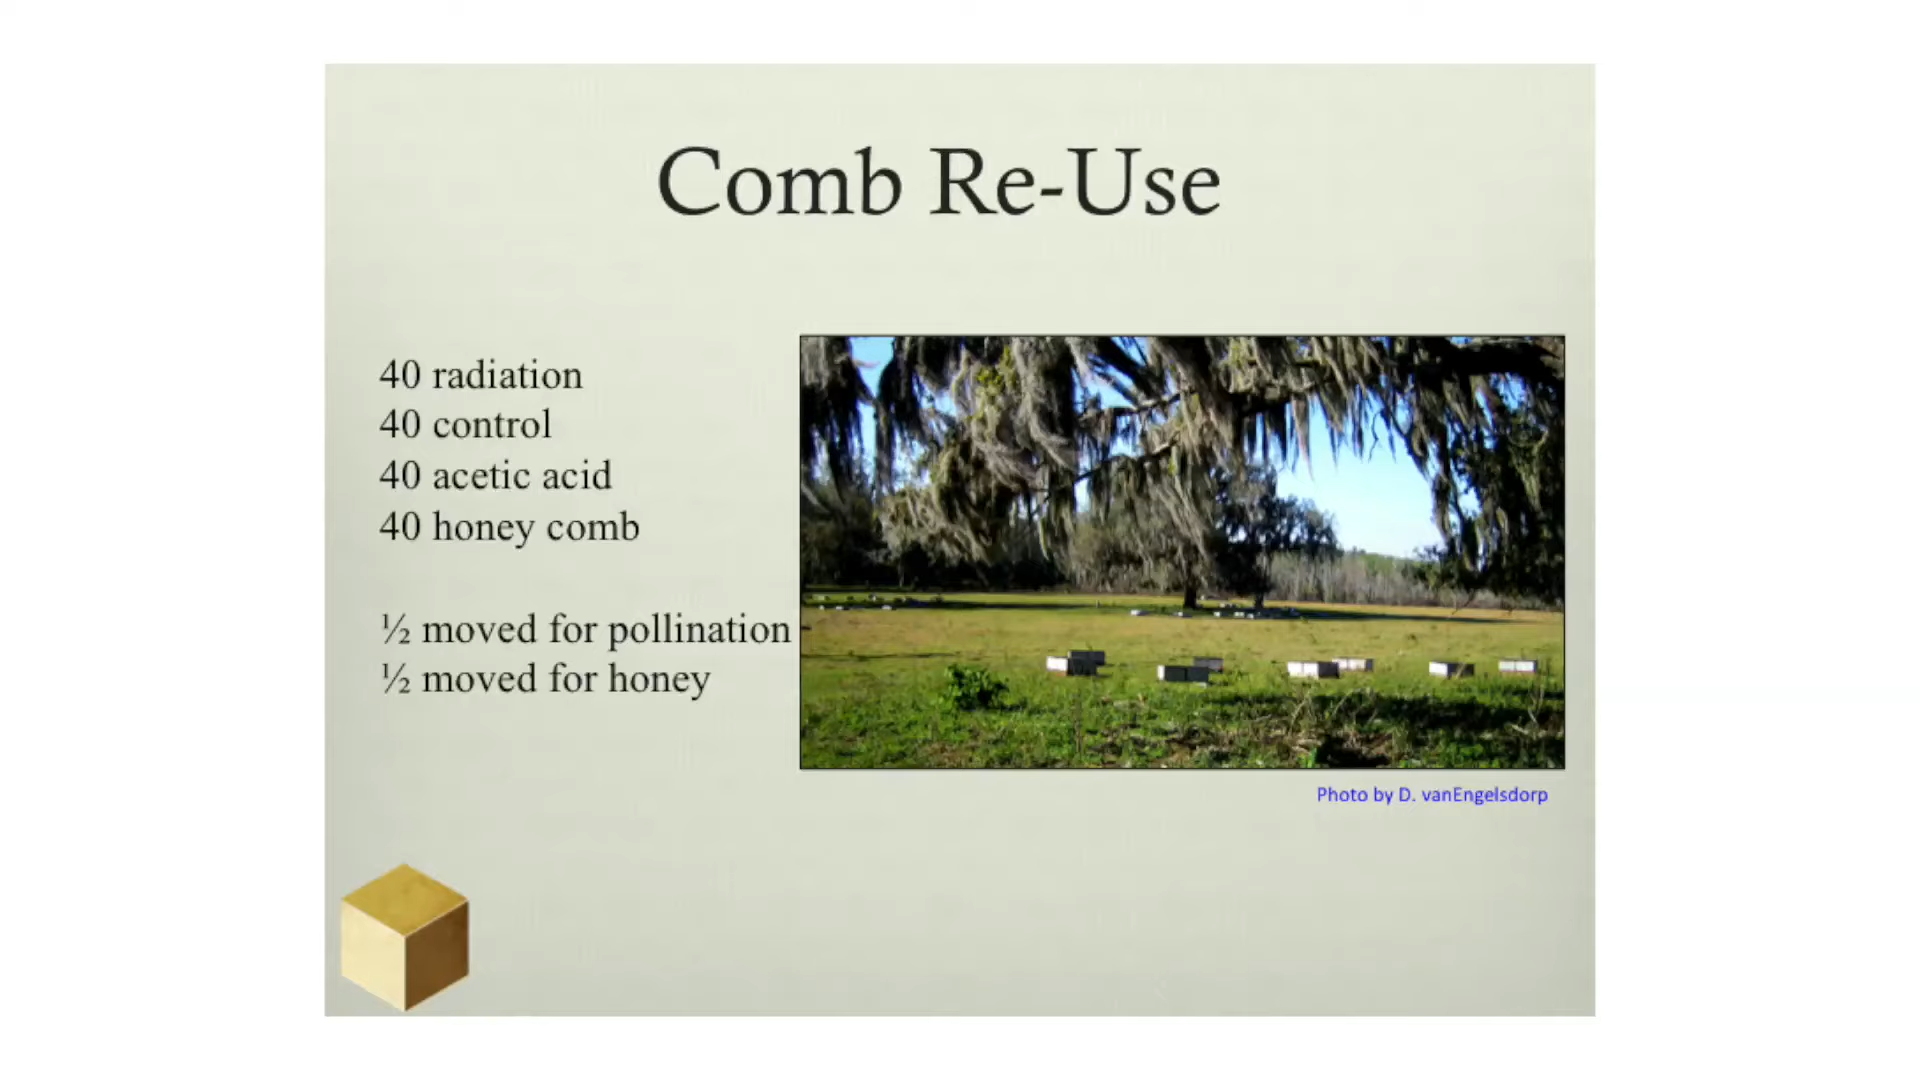 Comb Re-Use
40 radiation
40 control
40 acetic acid
40 honey comb
½ moved for pollination
½ moved for honey
Photo by D. vanEngelsdorp